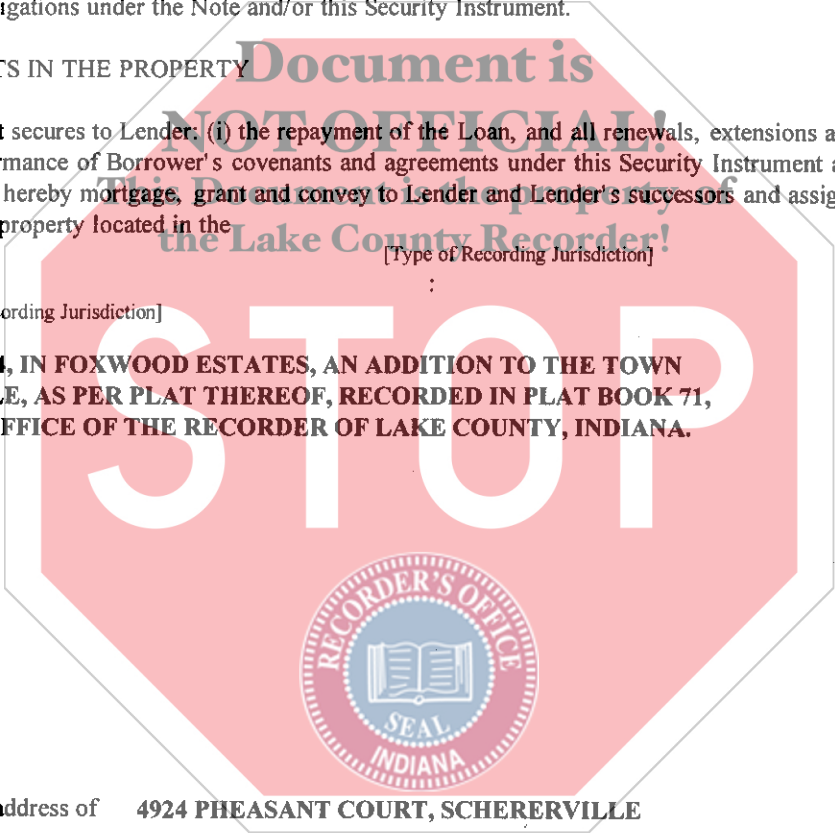 igations under the Note and/or this Security Instrument.
TS IN THE PROPERTY
Document is
NOT OFFICIAL!
t secures to Lender: (i) the repayment of the Loan, and all renewals, extensions a
rmance of Borrower's covenants and agreements under this Security Instrument a
This Document is the property of
hereby mortgage, grant and convey to Lender and Lender's successors and assig
property located in the
the Lake County Recorder!
[Type of Recording Jurisdiction]
:
ording Jurisdiction]
STOP
4, IN FOXWOOD ESTATES, AN ADDITION TO THE TOWN
LE, AS PER PLAT THEREOF, RECORDED IN PLAT BOOK 71,
FFICE OF THE RECORDER OF LAKE COUNTY, INDIANA.
RECORDER'S OFFICE
SEAL
INDIANA
address of 4924 PHEASANT COURT, SCHERERVILLE